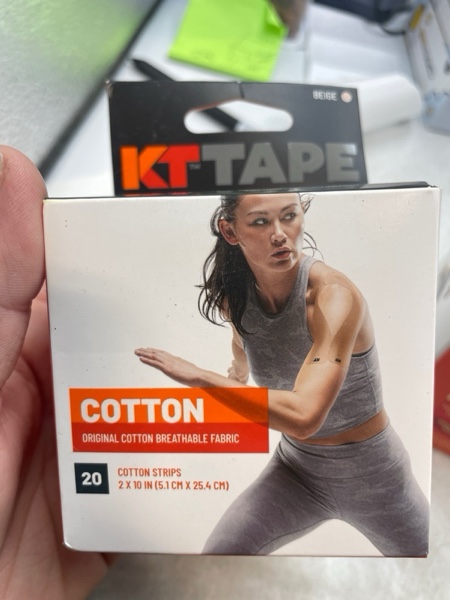 BEIGE
KT TAPE
COTTON
ORIGINAL COTTON BREATHABLE FABRIC
20
COTTON STRIPS
2 X 10 IN (5.1 CM X 25.4 CM)